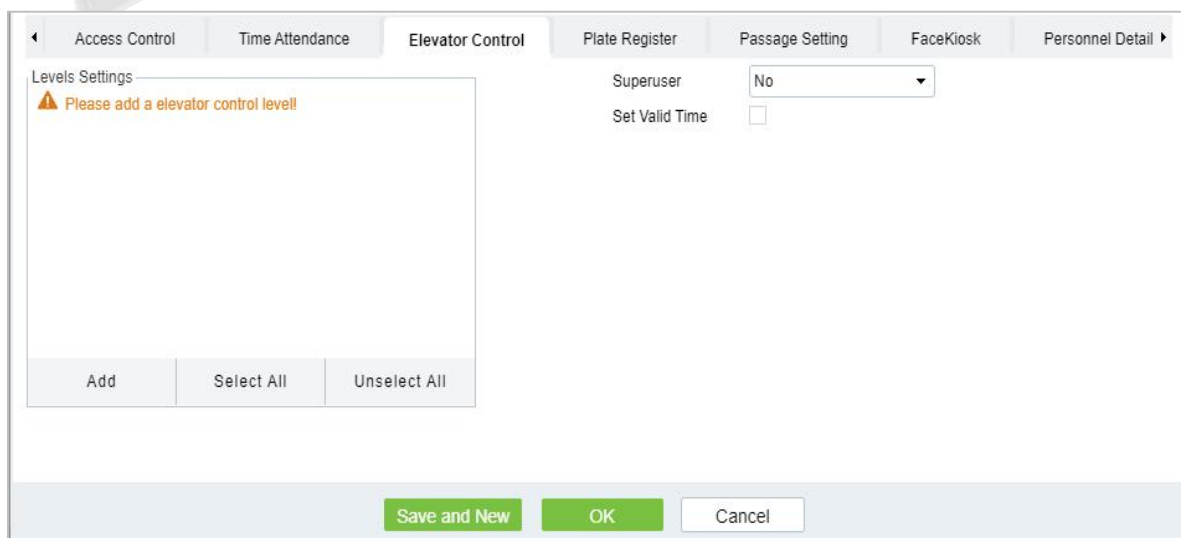 Access Control Time Attendance Elevator Control Plate Register Passage Setting FaceKiosk Personnel Detail
Levels Settings
Please add a elevator control level!
Add Select All Unselect All
Superuser No
Set Valid Time
Save and New OK Cancel